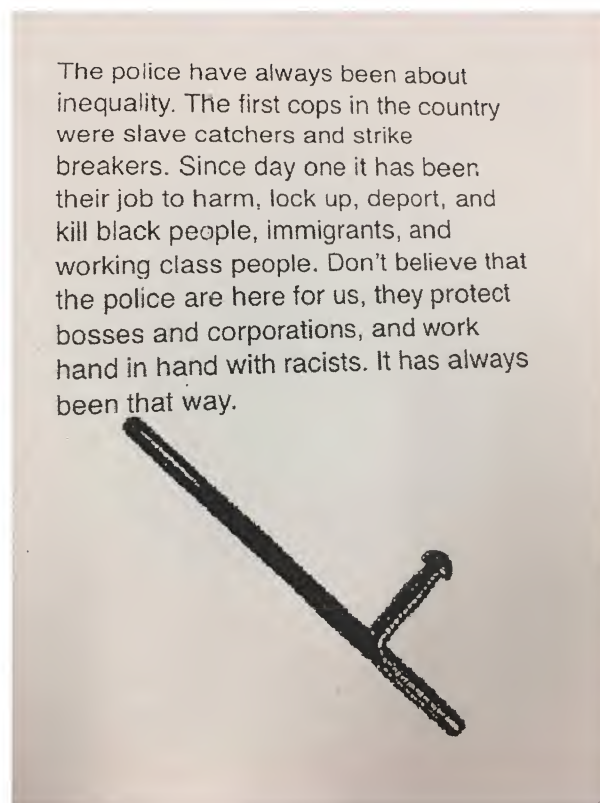 The police have always been about
inequality. The first cops in the country
were slave catchers and strike
breakers. Since day one it has been
their job to harm, lock up, deport, and
kill black people, immigrants, and
working class people. Don't believe that
the police are here for us, they protect
bosses and corporations, and work
hand in hand with racists. It has always
been that way.